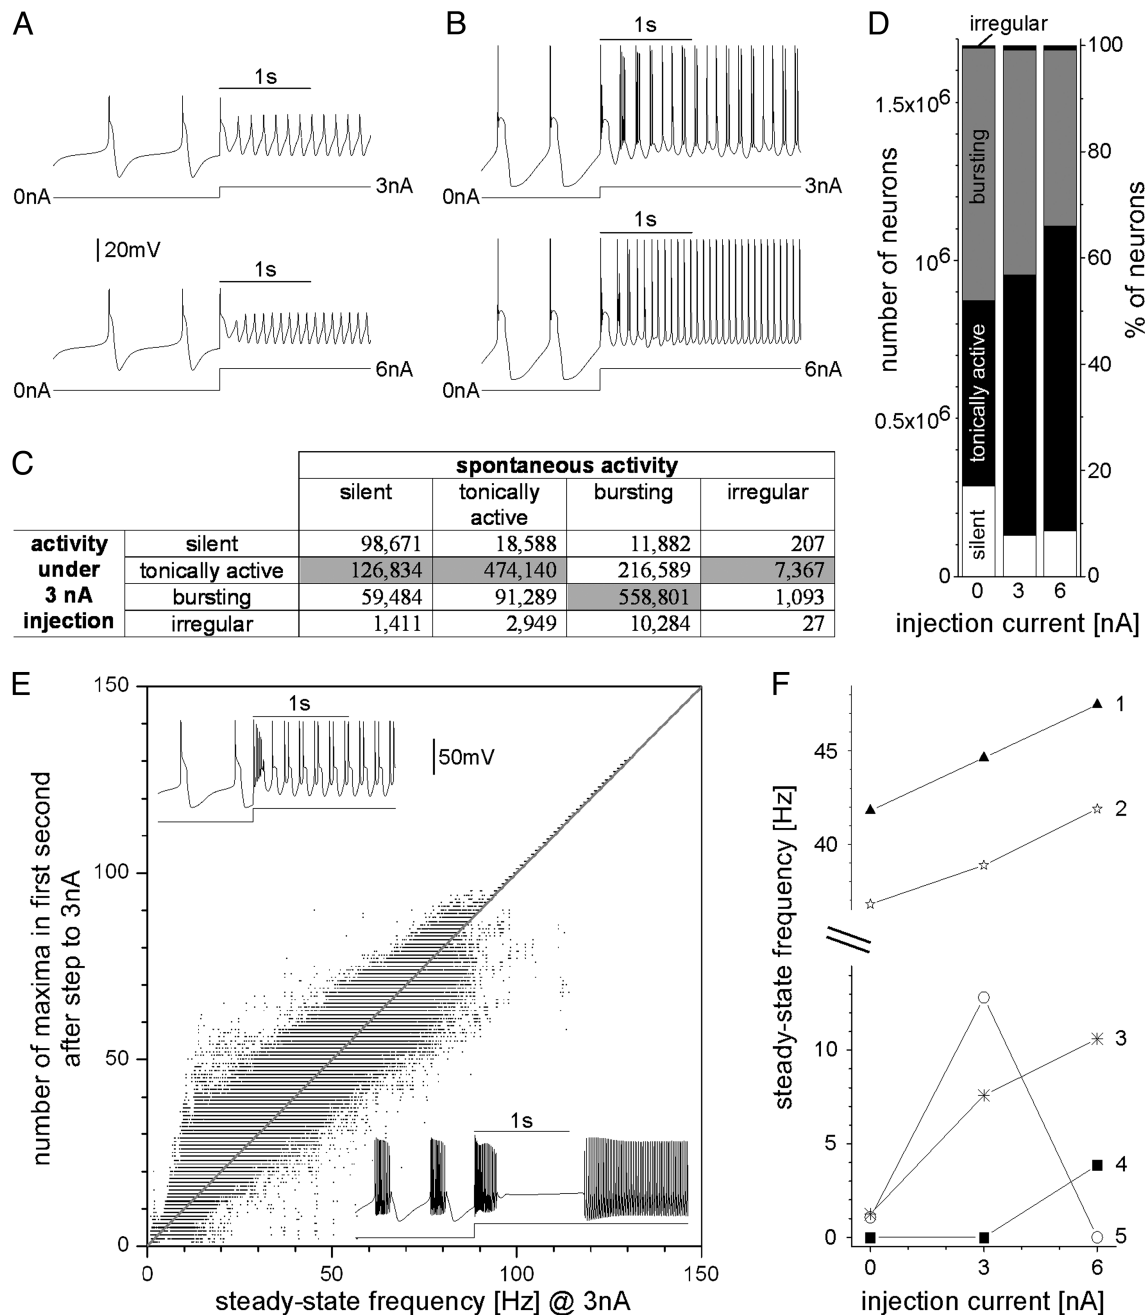 A
1s
0nA
3nA
20mV
1s
0nA
6nA
B
1s
0nA
3nA
1s
0nA
6nA
C
spontaneous activity
silent
tonically active
bursting
irregular
activity under 3 nA injection
silent 98,671 18,588 11,882 207
tonically active 126,834 474,140 216,589 7,367
bursting 59,484 91,289 558,801 1,093
irregular 1,411 2,949 10,284 27
D
irregular
number of neurons
1.5x10⁶
10⁶
0.5x10⁶
0
bursting
tonically active
silent
100
80
60
40
20
0
% of neurons
0 3 6
injection current [nA]
E
number of maxima in first second
after step to 3nA
150
100
50
0
1s
50mV
1s
0 50 100 150
steady-state frequency [Hz] @ 3nA
F
steady-state frequency [Hz]
45
40
10
5
0
1
2
3
4
5
0 3 6
injection current [nA]